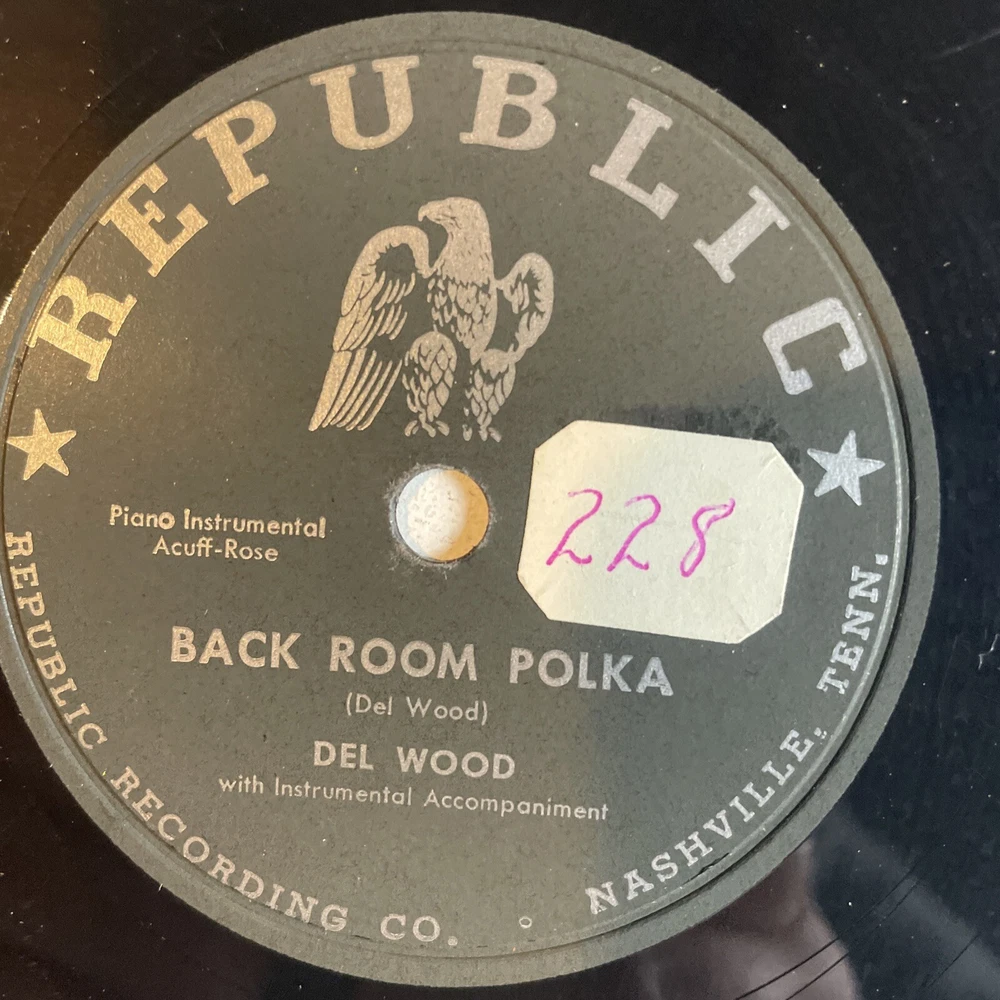 REPUBLIC
228
Piano Instrumental
Acuff-Rose
BACK ROOM POLKA
(Del Wood)
DEL WOOD
with Instrumental Accompaniment
REPUBLIC RECORDING CO. NASHVILLE, TENN.